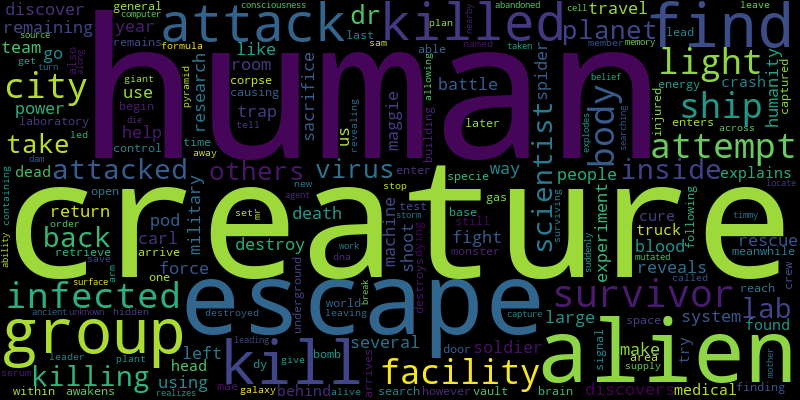 discover general computer attack dr killed consciousness travel abandoned find
remaining year last plan able planet cell leave
source remains formula sam nearby member memory lead
team go also along like human named taken light
get turn room corpse causing battle allowing belief crash captured humanity
city giant pyramid research sacrifice spider ship energy
power use begin die tell trap maggie us revealing building later scientist body explodes searching injured across
laboratory led help control time away enter enters attempt
take dam
dead attacked others virus specie way people inside explains
ability containing open military creature new agent stop gas test still storm surviving experiment cure following locate
return pod set mr death machine base truck timmy
back order carl destroy shoot dying fight suddenly blood rescue
retrieve arrive underground work dna monster mutated reveals meanwhile
save force destroys called crew
infected surface arm one world break escape survivor reach lab
ancient unknown hidden destroyed leaving capture large signal space system found
group leader plant left leading kill several door soldier alien make area try
serum head dy give bomb arrives facility supply mother
killing using mae behind alive search however vault brain discovers medical
within awakens realizes galaxy finding